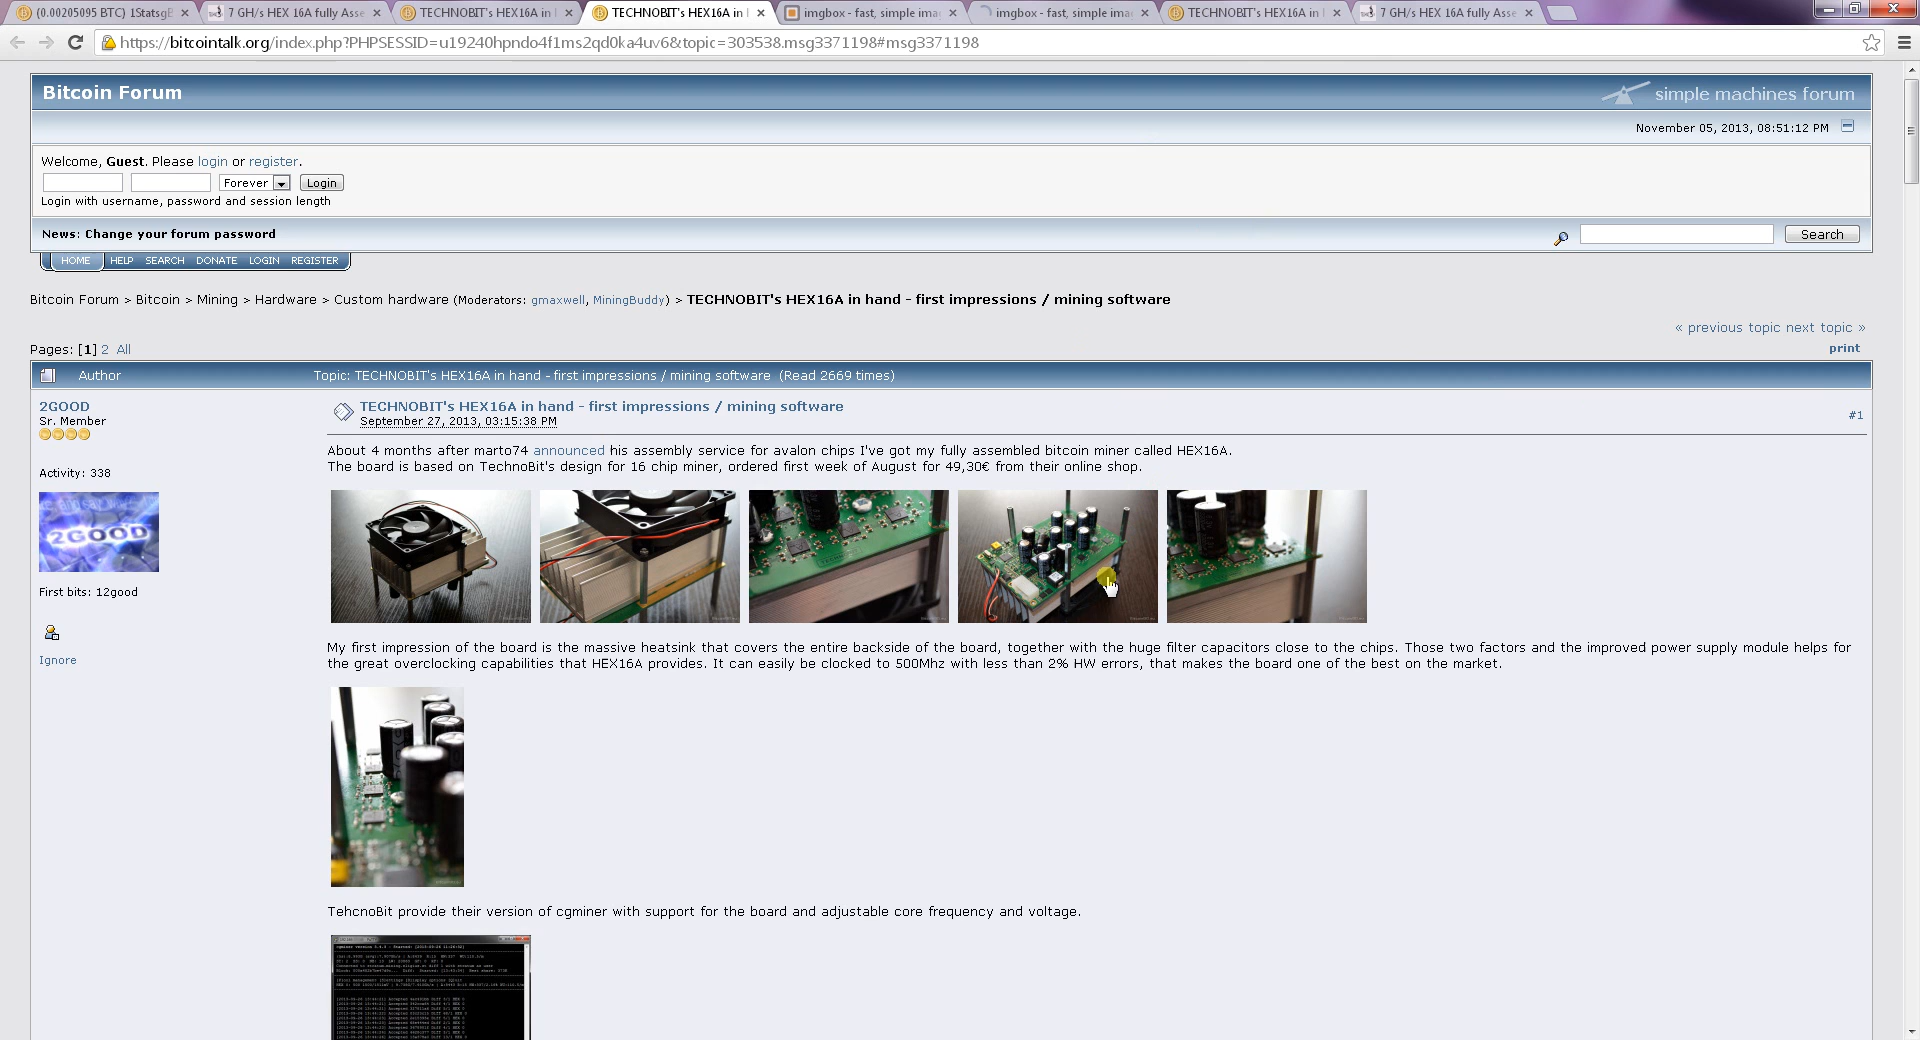 (0.00205095 BTC) 1Stats
7 GH/s HEX 16A fully Asse
TECHNOBIT's HEX16A in
TECHNOBIT's HEX16A in
imgbox - fast, simple ima
imgbox - fast, simple ima
TECHNOBIT's HEX16A in
7 GH/s HEX 16A fully Asse
https://bitcointalk.org/index.php?PHPSESSID=u19240hpndo4f1ms2qd0ka4uv6&topic=303538.msg3371198#msg3371198
Bitcoin Forum
simple machines forum
November 05, 2013, 08:51:12 PM
Welcome, Guest. Please login or register.
Forever Login
Login with username, password and session length
News: Change your forum password
Search
HOME HELP SEARCH DONATE LOGIN REGISTER
Bitcoin Forum > Bitcoin > Mining > Hardware > Custom hardware (Moderators: gmaxwell, MiningBuddy) > TECHNOBIT's HEX16A in hand - first impressions / mining software
« previous topic next topic »
Pages: [1] 2 All
print
Author Topic: TECHNOBIT's HEX16A in hand - first impressions / mining software (Read 2669 times)
2GOOD
Sr. Member
Activity: 338
2GOOD
First bits: 12good
Ignore
TECHNOBIT's HEX16A in hand - first impressions / mining software
September 27, 2013, 03:15:38 PM
#1
About 4 months after marto74 announced his assembly service for avalon chips I've got my fully assembled bitcoin miner called HEX16A.
The board is based on TechnoBit's design for 16 chip miner, ordered first week of August for 49,30€ from their online shop.
My first impression of the board is the massive heatsink that covers the entire backside of the board, together with the huge filter capacitors close to the chips. Those two factors and the improved power supply module helps for
the great overclocking capabilities that HEX16A provides. It can easily be clocked to 500Mhz with less than 2% HW errors, that makes the board one of the best on the market.
TehcnoBit provide their version of cgminer with support for the board and adjustable core frequency and voltage.